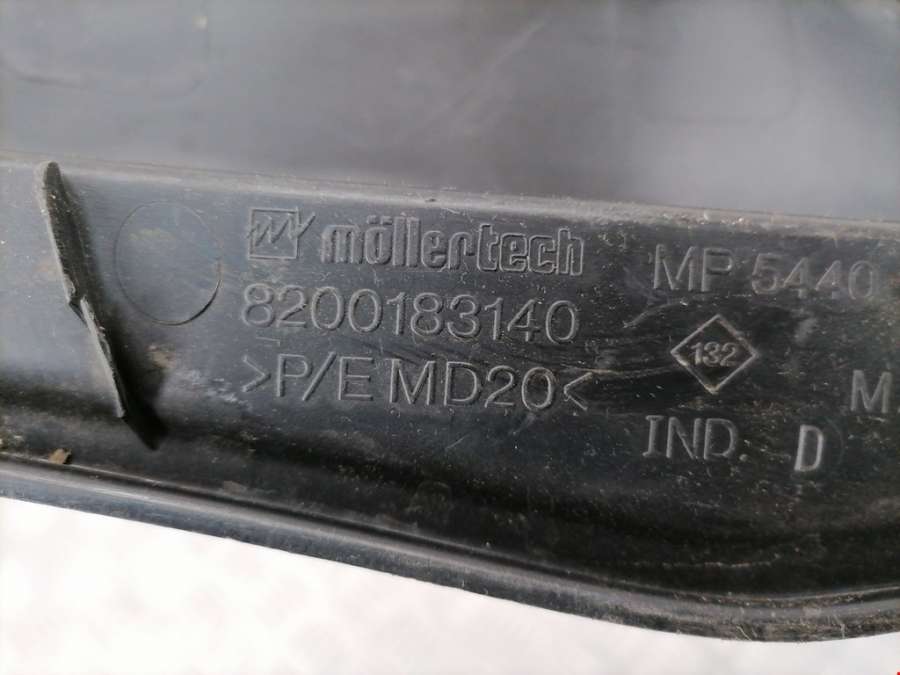 möllertech
MP 5440
8200183140
132
>P/E MD20<
M.
IND. D